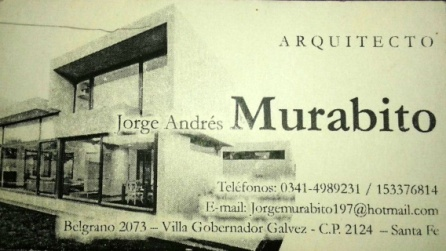 ARQUITECTO
Jorge Andrés Murabito
Teléfonos: 0341-4989231 / 153376814
E-mail: Jorgemurabito197@hotmail.com
Belgrano 2073 – Villa Gobernador Galvez - C.P. 2124 – Santa Fe